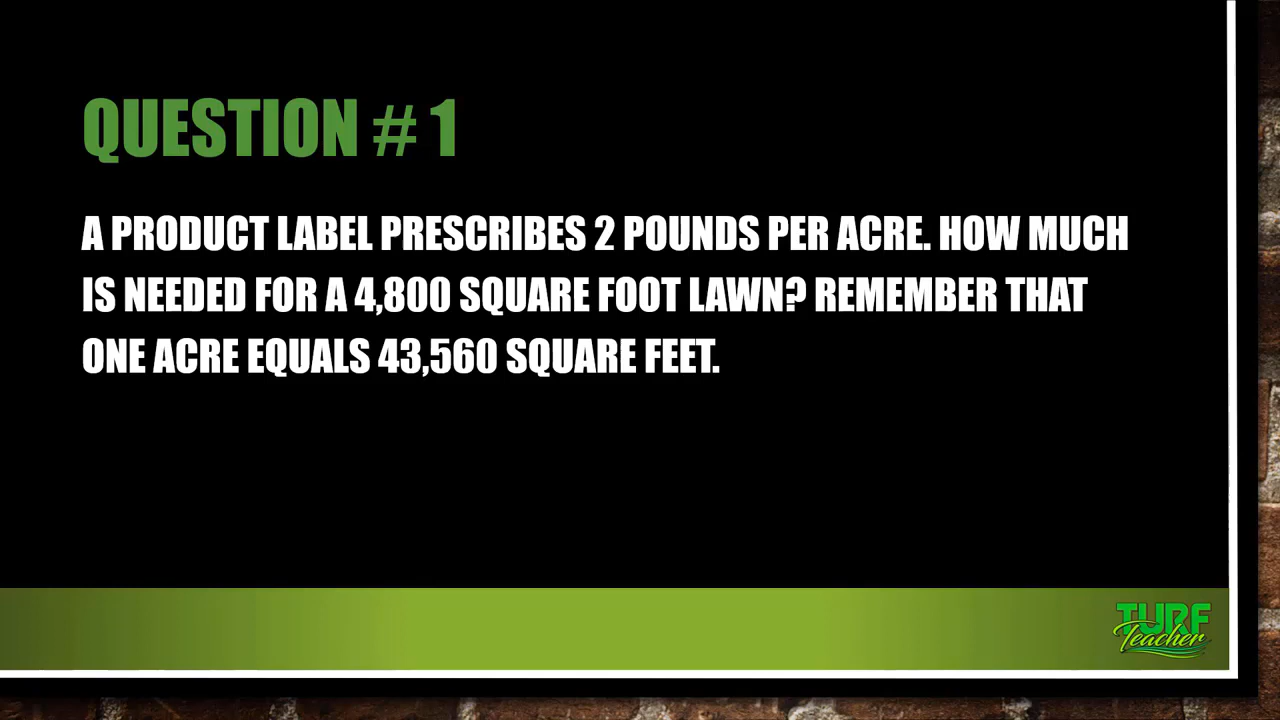 QUESTION # 1
A PRODUCT LABEL PRESCRIBES 2 POUNDS PER ACRE. HOW MUCH
IS NEEDED FOR A 4,800 SQUARE FOOT LAWN? REMEMBER THAT
ONE ACRE EQUALS 43,560 SQUARE FEET.
TURF
Teacher